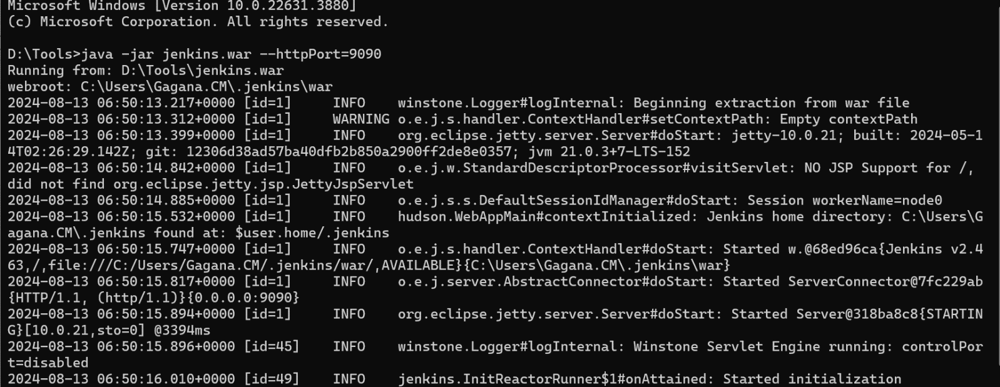 Microsoft Windows [Version 10.0.22631.3880]
(c) Microsoft Corporation. All rights reserved.
D:\Tools>java -jar jenkins.war --httpPort=9090
Running from: D:\Tools\jenkins.war
webroot: C:\Users\Gagana.CM\.jenkins\war
2024-08-13 06:50:13.217+0000 [id=1]     INFO    winstone.Logger#logInternal: Beginning extraction from war file
2024-08-13 06:50:13.312+0000 [id=1]     WARNING o.e.j.s.handler.ContextHandler#setContextPath: Empty contextPath
2024-08-13 06:50:13.399+0000 [id=1]     INFO    org.eclipse.jetty.server.Server#doStart: jetty-10.0.21; built: 2024-05-1
4T02:26:29.142Z; git: 12306d38ad57ba40dfb2b850a2900ff2de8e0357; jvm 21.0.3+7-LTS-152
2024-08-13 06:50:14.842+0000 [id=1]     INFO    o.e.j.w.StandardDescriptorProcessor#visitServlet: NO JSP Support for /,
did not find org.eclipse.jetty.jsp.JettyJspServlet
2024-08-13 06:50:14.885+0000 [id=1]     INFO    o.e.j.s.s.DefaultSessionIdManager#doStart: Session workerName=node0
2024-08-13 06:50:15.532+0000 [id=1]     INFO    hudson.WebAppMain#contextInitialized: Jenkins home directory: C:\Users\G
agana.CM\.jenkins found at: $user.home/.jenkins
2024-08-13 06:50:15.747+0000 [id=1]     INFO    o.e.j.s.handler.ContextHandler#doStart: Started w.@68ed96ca{Jenkins v2.4
63,/,file:///C:/Users/Gagana.CM/.jenkins/war/,AVAILABLE}{C:\Users\Gagana.CM\.jenkins\war}
2024-08-13 06:50:15.817+0000 [id=1]     INFO    o.e.j.server.AbstractConnector#doStart: Started ServerConnector@7fc229ab
{HTTP/1.1, (http/1.1)}{0.0.0.0:9090}
2024-08-13 06:50:15.894+0000 [id=1]     INFO    org.eclipse.jetty.server.Server#doStart: Started Server@318ba8c8{STARTIN
G}[10.0.21,sto=0] @3394ms
2024-08-13 06:50:15.896+0000 [id=45]    INFO    winstone.Logger#logInternal: Winstone Servlet Engine running: controlPor
t=disabled
2024-08-13 06:50:16.010+0000 [id=49]    INFO    jenkins.InitReactorRunner$1#onAttained: Started initialization